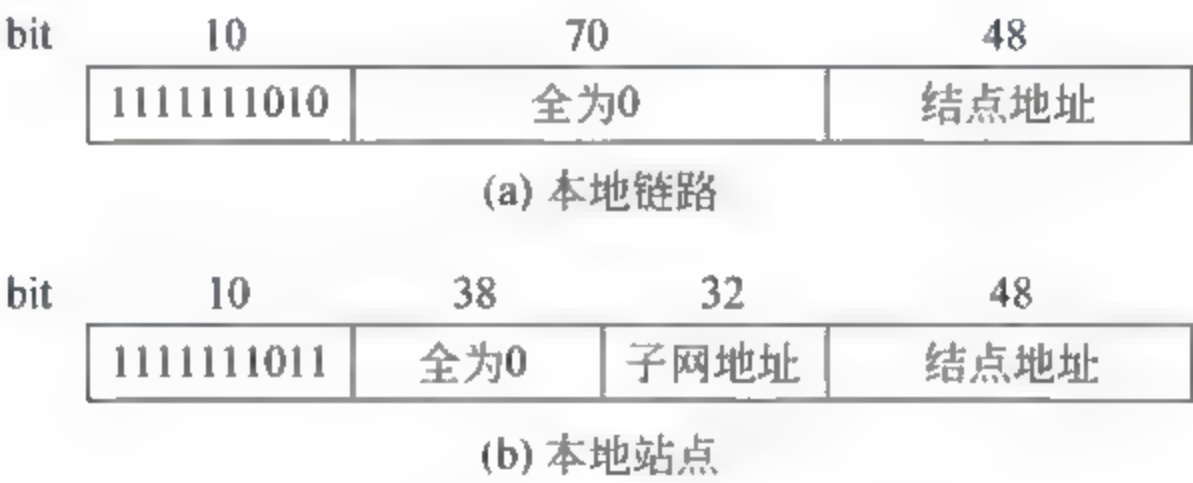 bit 10 70 48
1111111010 全为0 结点地址
(a) 本地链路
bit 10 38 32 48
1111111011 全为0 子网地址 结点地址
(b) 本地站点